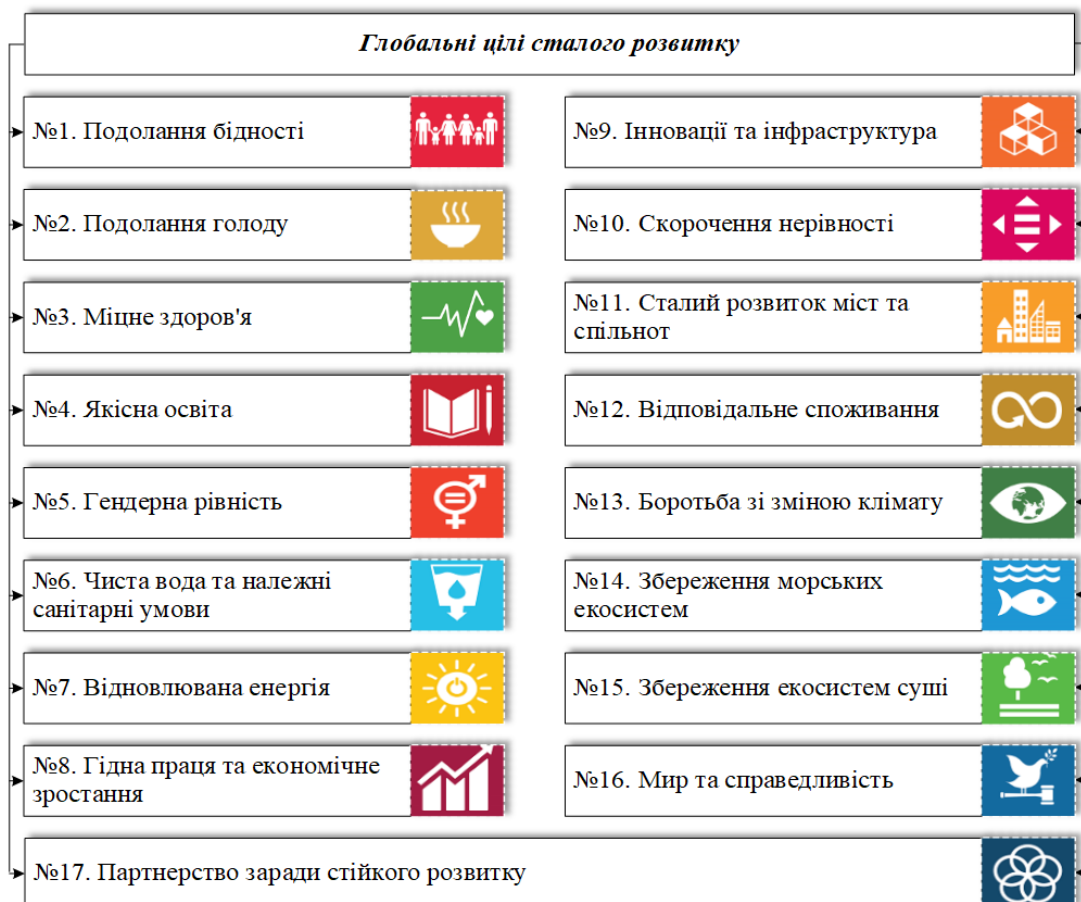 Глобальні цілі сталого розвитку
№1. Подолання бідності
№2. Подолання голоду
№3. Міцне здоров'я
№4. Якісна освіта
№5. Гендерна рівність
№6. Чиста вода та належні
санітарні умови
№7. Відновлювана енергія
№8. Гідна праця та економічне
зростання
№9. Інновації та інфраструктура
№10. Скорочення нерівності
№11. Сталий розвиток міст та
спільнот
№12. Відповідальне споживання
№13. Боротьба зі зміною клімату
№14. Збереження морських
екосистем
№15. Збереження екосистем суші
№16. Мир та справедливість
№17. Партнерство заради стійкого розвитку